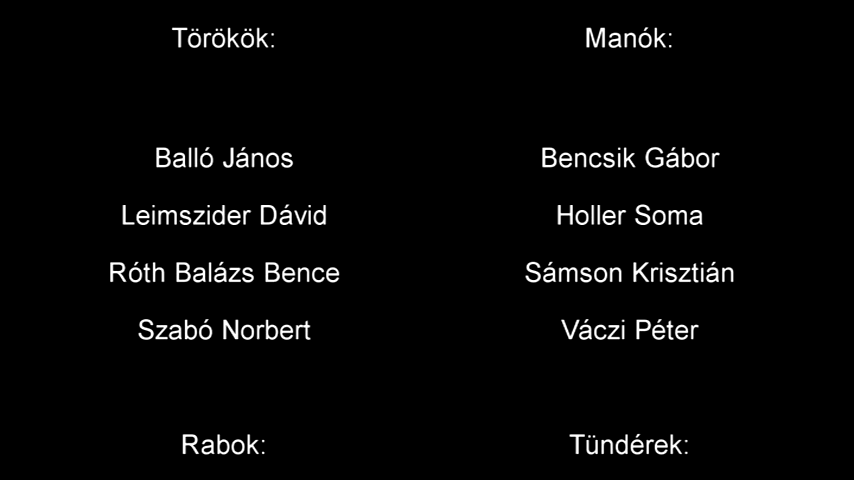 Törökök:
Manók:
Balló János
Bencsik Gábor
Leimszider Dávid
Holler Soma
Róth Balázs Bence
Sámson Krisztián
Szabó Norbert
Váczi Péter
Rabok:
Tündérek: